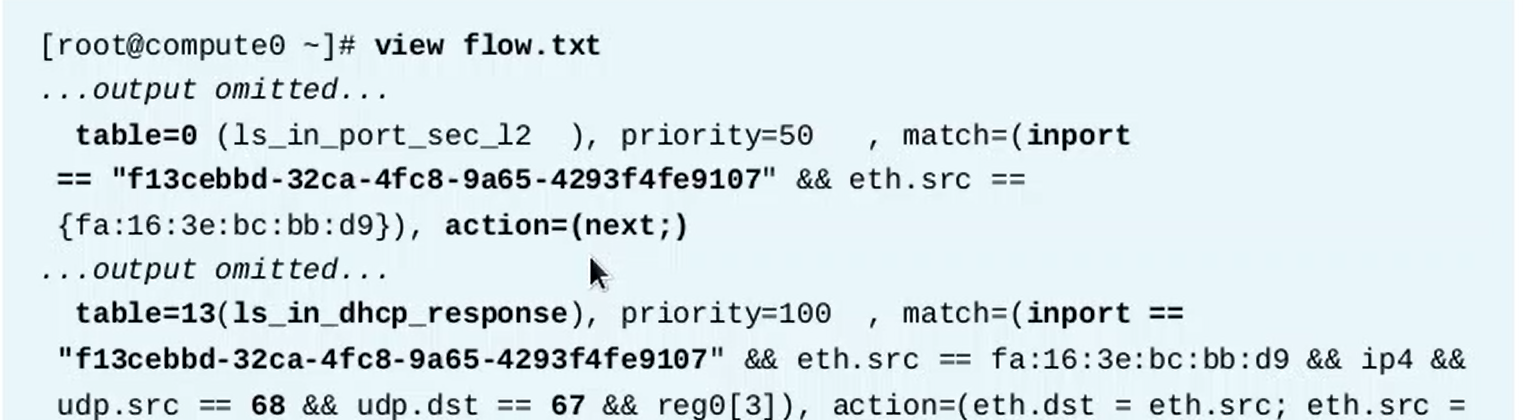 [root@compute0 ~]# view flow.txt
...output omitted...
table=0 (ls_in_port_sec_l2  ), priority=50   , match=(inport
== "f13cebbd-32ca-4fc8-9a65-4293f4fe9107" && eth.src ==
{fa:16:3e:bc:bb:d9}), action=(next;)
...output omitted...
table=13(ls_in_dhcp_response), priority=100  , match=(inport ==
"f13cebbd-32ca-4fc8-9a65-4293f4fe9107" && eth.src == fa:16:3e:bc:bb:d9 && ip4 &&
udp.src == 68 && udp.dst == 67 && reg0[3]), action=(eth.dst = eth.src; eth.src =